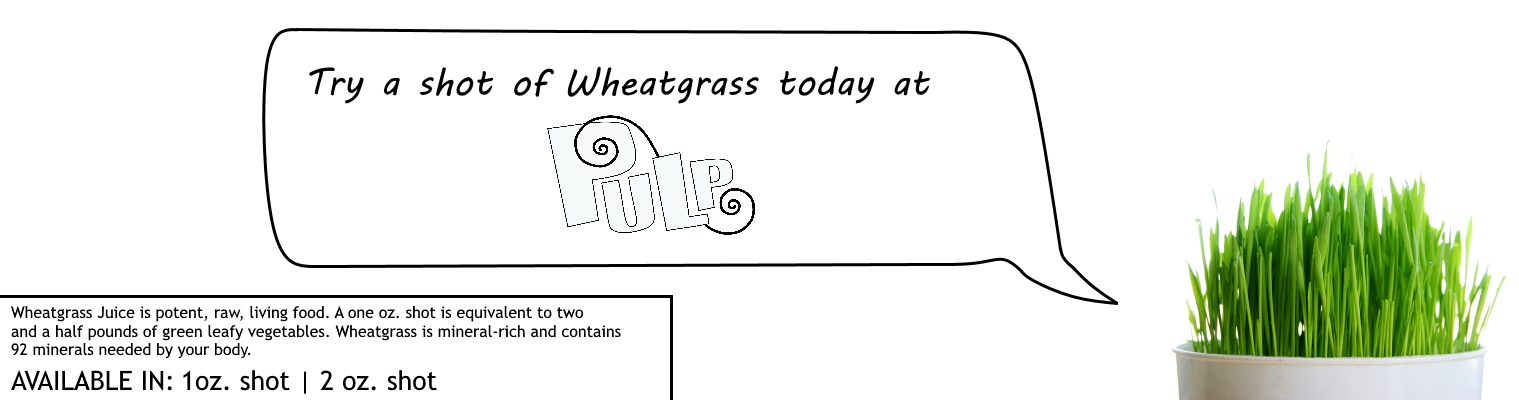 Try a shot of Wheatgrass today at
PULP
Wheatgrass Juice is potent, raw, living food. A one oz. shot is equivalent to two
and a half pounds of green leafy vegetables. Wheatgrass is mineral-rich and contains
92 minerals needed by your body.
AVAILABLE IN: 1oz. shot | 2 oz. shot